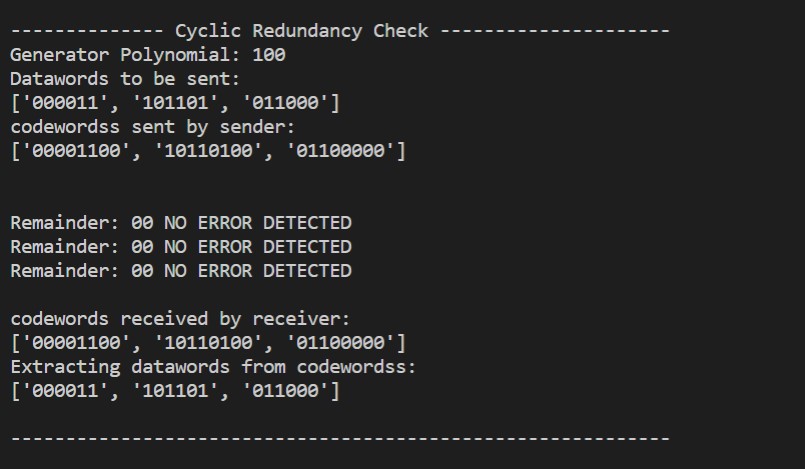 -------------- Cyclic Redundancy Check ---------------------
Generator Polynomial: 100
Datawords to be sent:
['000011', '101101', '011000']
codewordss sent by sender:
['00001100', '10110100', '01100000']
Remainder: 00 NO ERROR DETECTED
Remainder: 00 NO ERROR DETECTED
Remainder: 00 NO ERROR DETECTED
codewords received by receiver:
['00001100', '10110100', '01100000']
Extracting datawords from codewordss:
['000011', '101101', '011000']
------------------------------------------------------------